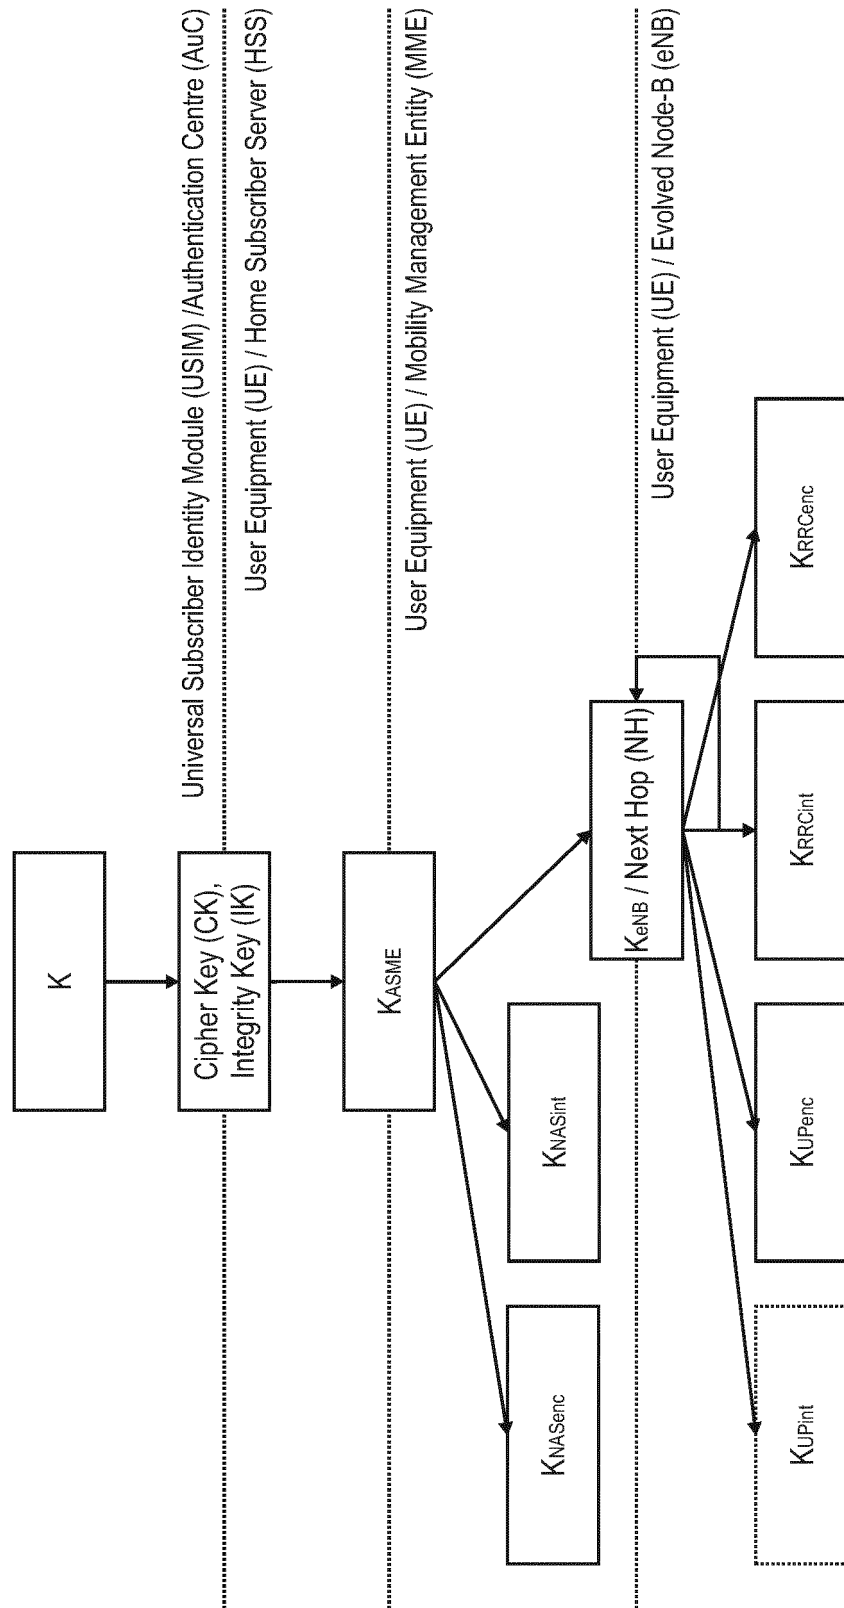 K
Universal Subscriber Identity Module (USIM) /Authentication Centre (AuC)
Cipher Key (CK),
Integrity Key (IK)
User Equipment (UE) / Home Subscriber Server (HSS)
KASME
User Equipment (UE) / Mobility Management Entity (MME)
KNASenc
KNASint
KeNB / Next Hop (NH)
User Equipment (UE) / Evolved Node-B (eNB)
KUPint
KUPenc
KRRCint
KRRCenc